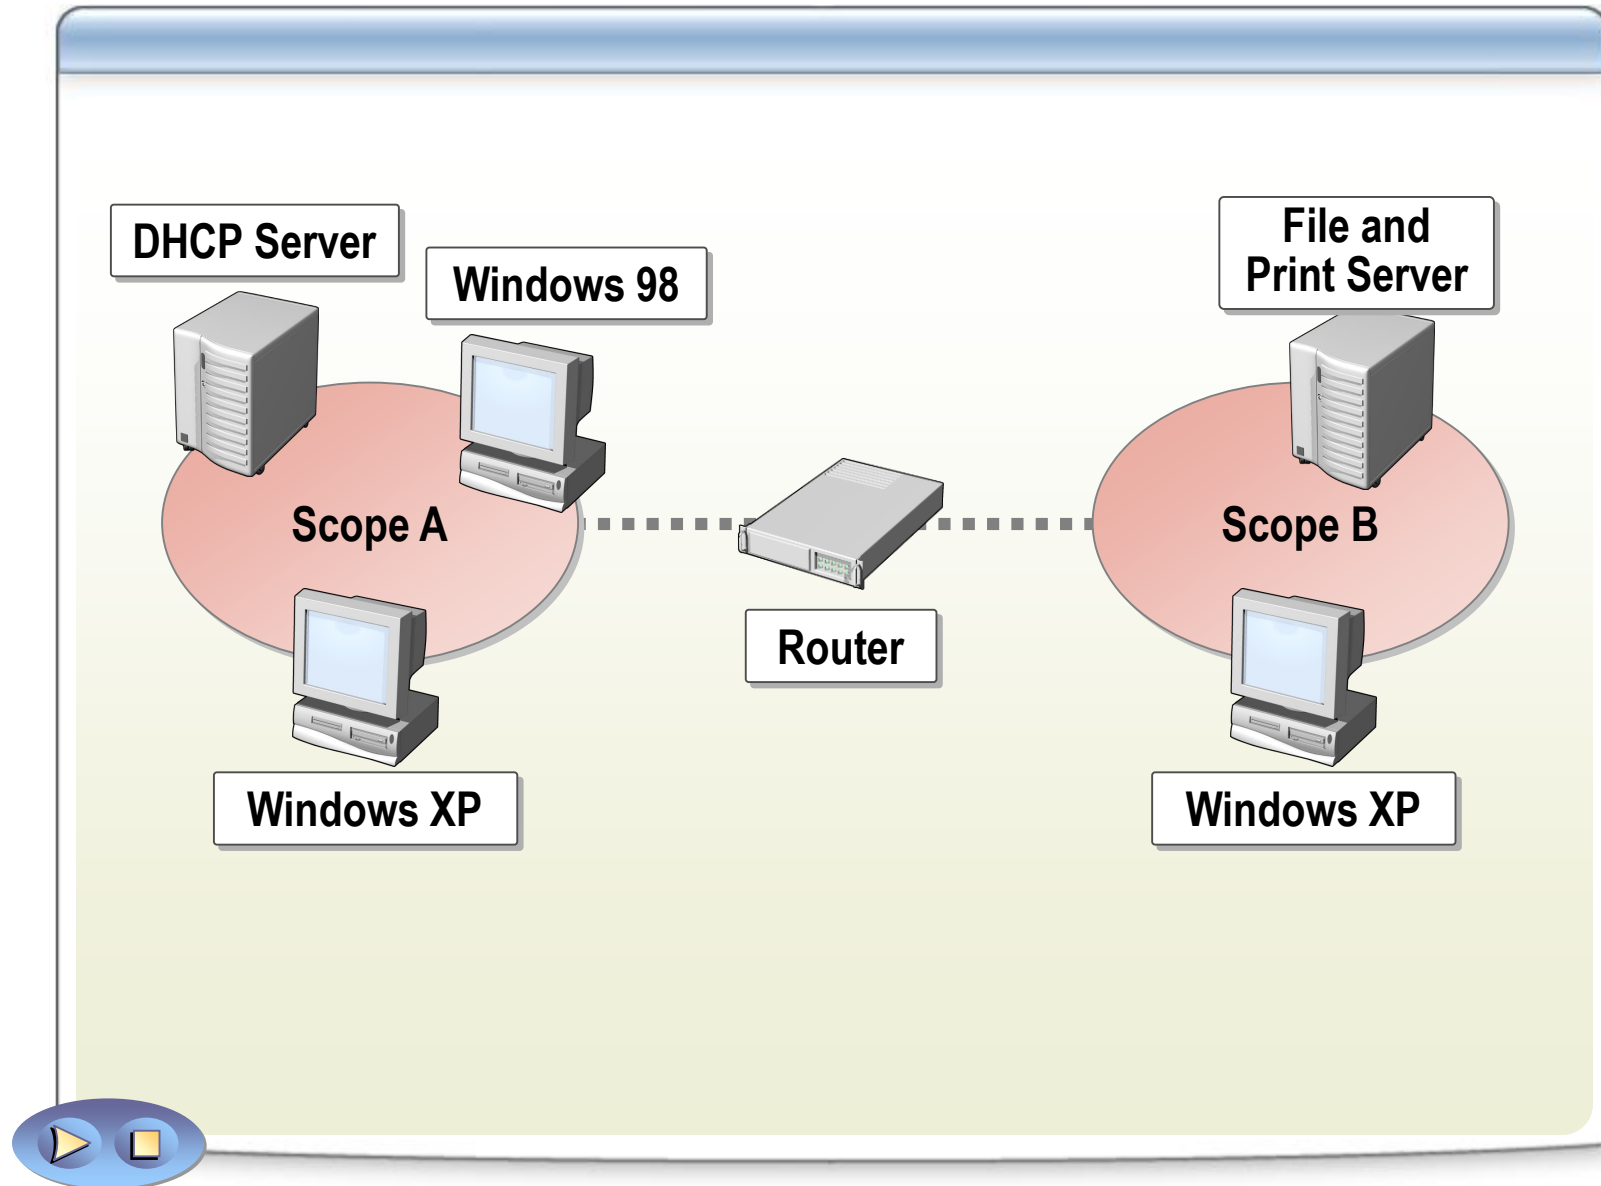 DHCP Server
Windows 98
File and
Print Server
Scope A
Scope B
Router
Windows XP
Windows XP